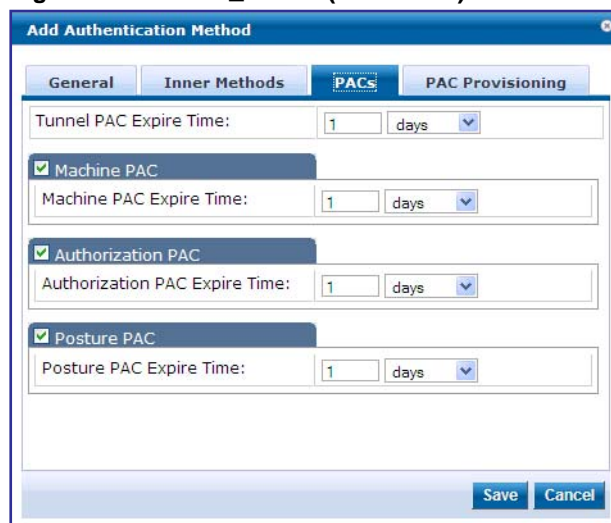 Add Authentication Method
General Inner Methods PACs PAC Provisioning
Tunnel PAC Expire Time: 1 days
Machine PAC
Machine PAC Expire Time: 1 days
Authorization PAC
Authorization PAC Expire Time: 1 days
Posture PAC
Posture PAC Expire Time: 1 days
Save Cancel